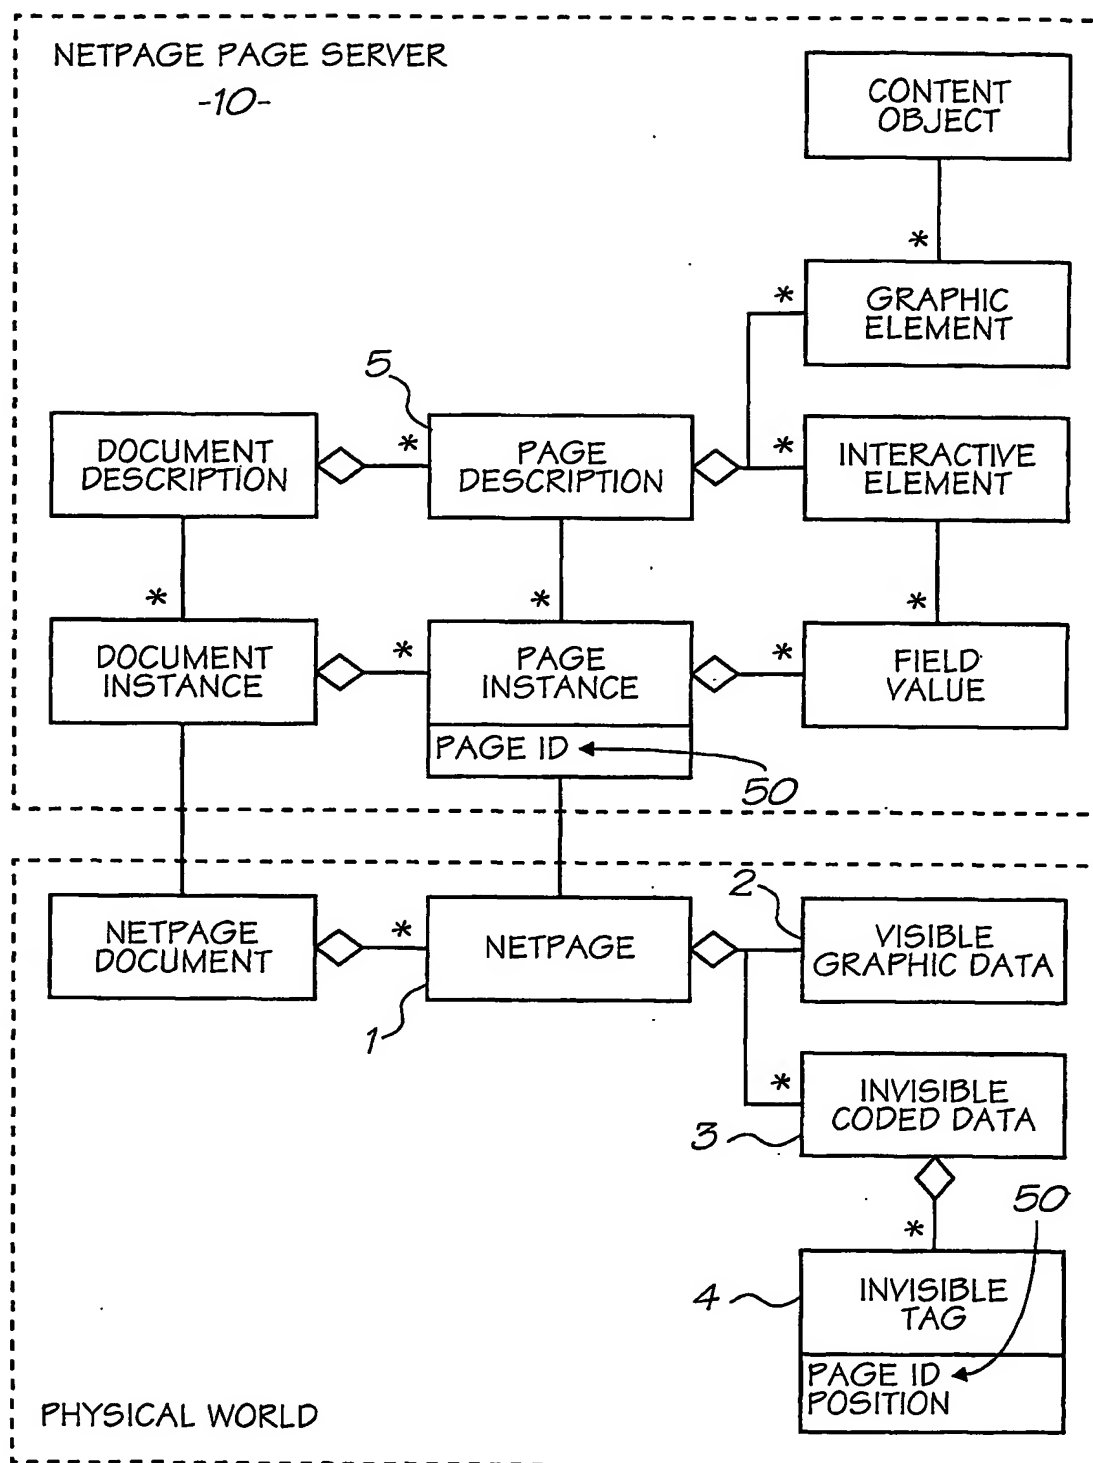 NETPAGE PAGE SERVER
-10-
CONTENT
OBJECT
*
*
GRAPHIC
ELEMENT
5
DOCUMENT
DESCRIPTION
*
PAGE
DESCRIPTION
*
INTERACTIVE
ELEMENT
*
*
*
DOCUMENT
INSTANCE
*
PAGE
INSTANCE
*
FIELD
VALUE
PAGE ID
50
NETPAGE
DOCUMENT
*
NETPAGE
1
2
VISIBLE
GRAPHIC DATA
*
INVISIBLE
CODED DATA
3
*
50
4
INVISIBLE
TAG
PAGE ID
POSITION
PHYSICAL WORLD